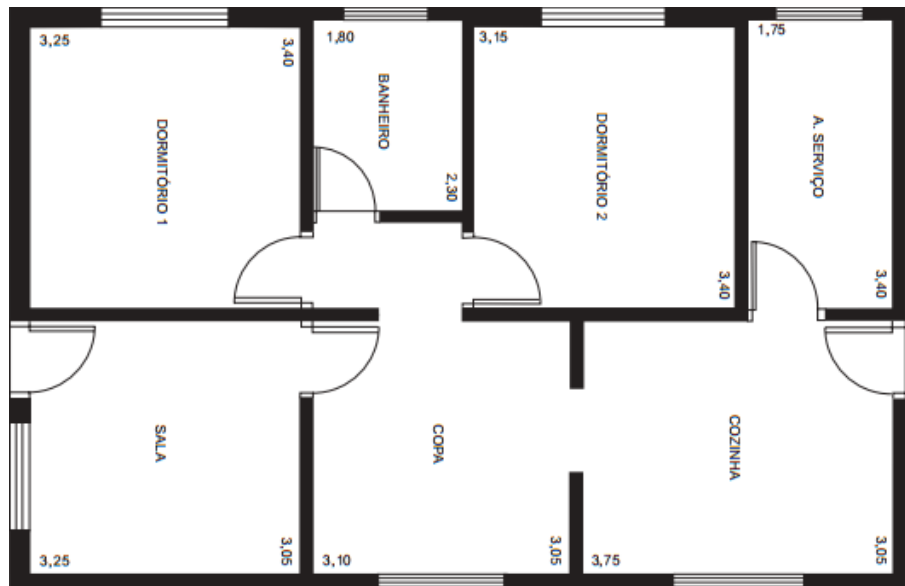 3,25
3,40
DORMITÓRIO 1
1,80
BANHEIRO
2,30
3,15
DORMITÓRIO 2
3,40
1,75
A. SERVIÇO
3,40
SALA
3,25
3,05
COPA
3,10
3,05
COZINHA
3,75
3,05